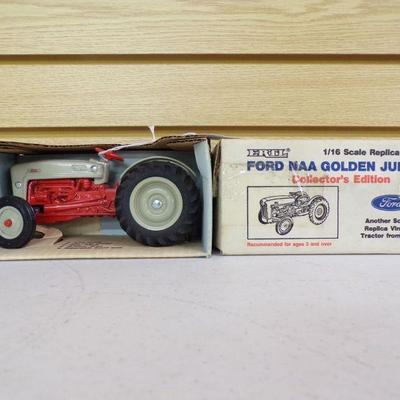 ERTL
1/16 Scale Replica
FORD NAA GOLDEN JU
Collector's Edition
Ford
Another Sc
Replica Vin
Tractor from
Recommended for ages 3 and over